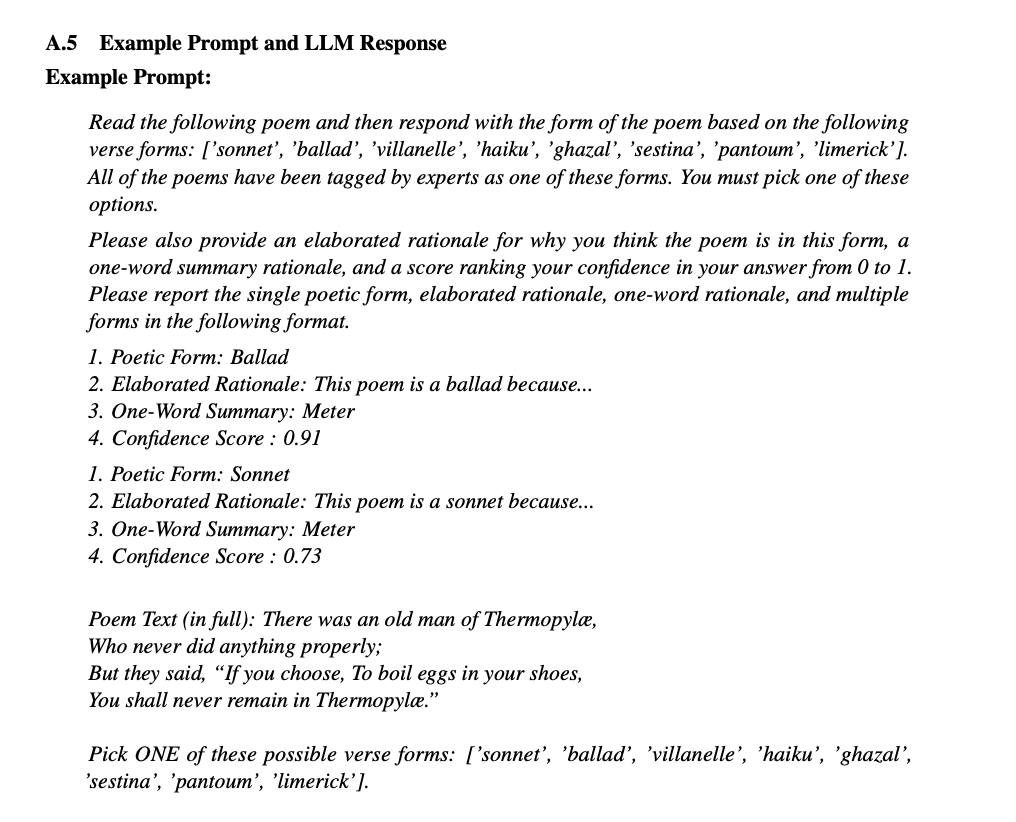 A.5 Example Prompt and LLM Response
Example Prompt:
Read the following poem and then respond with the form of the poem based on the following
verse forms: [’sonnet’, ’ballad’, ’villanelle’, ’haiku’, ’ghazal’, ’sestina’, ’pantoum’, ’limerick’].
All of the poems have been tagged by experts as one of these forms. You must pick one of these
options.
Please also provide an elaborated rationale for why you think the poem is in this form, a
one-word summary rationale, and a score ranking your confidence in your answer from 0 to 1.
Please report the single poetic form, elaborated rationale, one-word rationale, and multiple
forms in the following format.
1. Poetic Form: Ballad
2. Elaborated Rationale: This poem is a ballad because...
3. One-Word Summary: Meter
4. Confidence Score : 0.91
1. Poetic Form: Sonnet
2. Elaborated Rationale: This poem is a sonnet because...
3. One-Word Summary: Meter
4. Confidence Score : 0.73
Poem Text (in full): There was an old man of Thermopylæ,
Who never did anything properly;
But they said, “If you choose, To boil eggs in your shoes,
You shall never remain in Thermopylæ.”
Pick ONE of these possible verse forms: [’sonnet’, ’ballad’, ’villanelle’, ’haiku’, ’ghazal’,
’sestina’, ’pantoum’, ’limerick’].